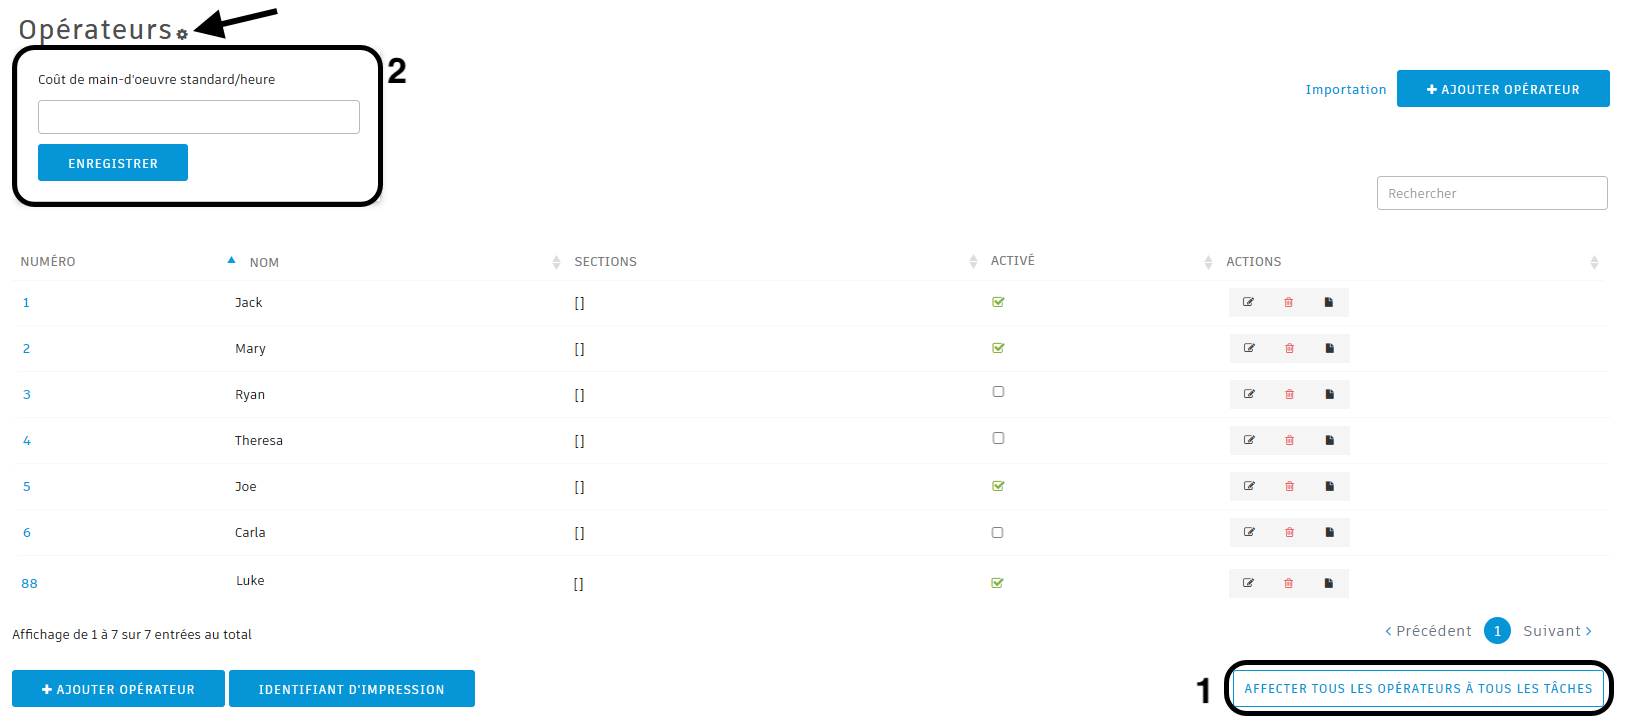 Opérateurs
2
Coût de main-d'oeuvre standard/heure
ENREGISTRER
Importation
AJOUTER OPÉRATEUR
Rechercher
NUMÉRO NOM SECTIONS ACTIVÉ ACTIONS
1 Jack []
2 Mary []
3 Ryan []
4 Theresa []
5 Joe []
6 Carla []
88 Luke []
Affichage de 1 à 7 sur 7 entrées au total
Précédent 1 Suivant
AJOUTER OPÉRATEUR
IDENTIFIANT D'IMPRESSION
1
AFFECTER TOUS LES OPÉRATEURS À TOUS LES TÂCHES